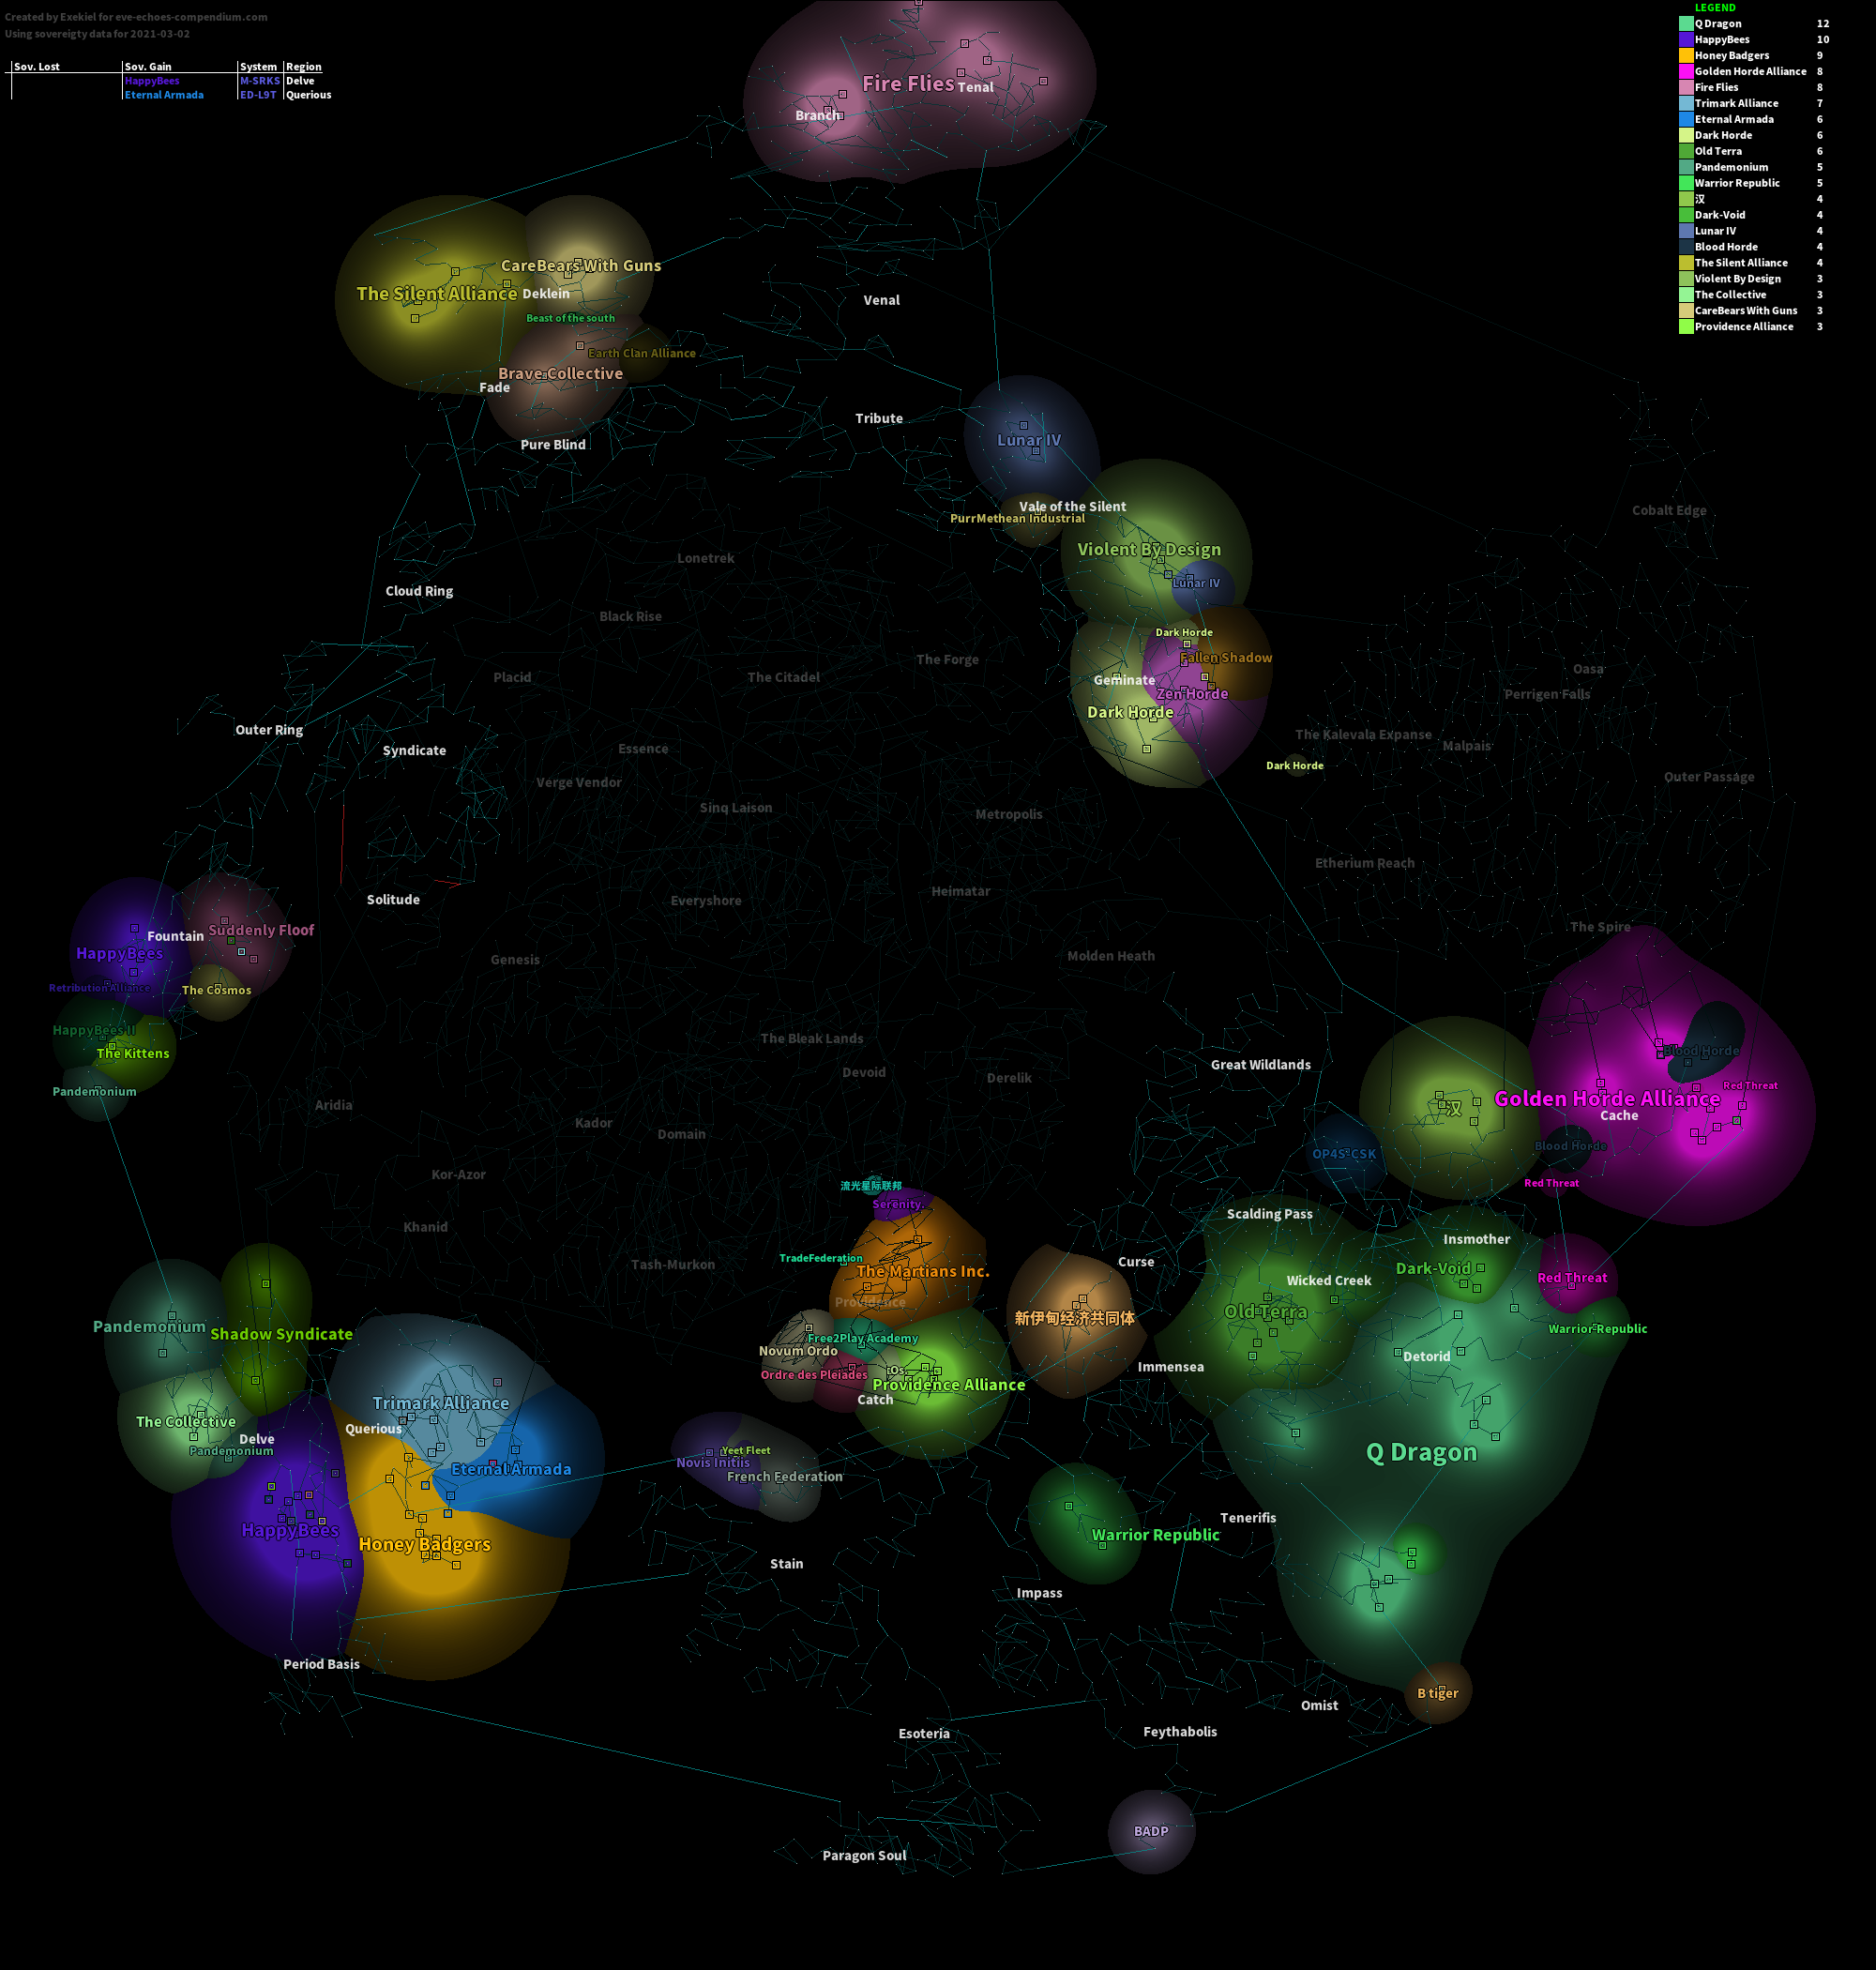 Created by Exekiel for eve-echoes-compendium.com
Using sovereigty data for 2021-03-02
Sov. Lost Sov. Gain System Region
HappyBees M-SRKS Delve
Eternal Armada ED-L9T Querious
LEGEND
Q Dragon 12
HappyBees 10
Honey Badgers 9
Golden Horde Alliance 8
Fire Flies 8
Trimark Alliance 7
Eternal Armada 6
Dark Horde 6
Old Terra 6
Pandemonium 5
Warrior Republic 5
汉 4
Dark-Void 4
Lunar IV 4
Blood Horde 4
The Silent Alliance 4
Violent By Design 3
The Collective 3
CareBears With Guns 3
Providence Alliance 3
Fire Flies
Tenal
Branch
CareBears With Guns
The Silent Alliance
Deklein
Venal
Beast of the south
Earth Clan Alliance
Brave Collective
Fade
Tribute
Lunar IV
Pure Blind
Vale of the Silent
Cobalt Edge
PurrMethean Industrial
Violent By Design
Lonetrek
Lunar IV
Cloud Ring
Black Rise
Dark Horde
The Forge
Fallen Shadow
Oasa
Placid
The Citadel
Geminate
Zen Horde
Perrigen Falls
Dark Horde
Outer Ring
The Kalevala Expanse
Syndicate
Essence
Malpais
Dark Horde
Outer Passage
Verge Vendor
Sinq Laison
Metropolis
Etherium Reach
Solitude
Everyshore
Heimatar
Suddenly Floof
The Spire
Fountain
HappyBees
Genesis
Molden Heath
Retribution Alliance
The Cosmos
HappyBees II
The Bleak Lands
The Kittens
Blood Horde
Great Wildlands
Devoid
Derelik
Red Threat
Pandemonium
Golden Horde Alliance
Aridia
汉
Cache
Kador
Domain
Blood Horde
OP4S-CSK
Kor-Azor
Red Threat
流光星际联邦
Serenity.
Scalding Pass
Khanid
Insmother
TradeFederation
Curse
Tash-Murkon
The Martians Inc.
Dark-Void
Red Threat
Wicked Creek
Providence
Old Terra
新伊甸经济共同体
Pandemonium
Shadow Syndicate
Free2Play Academy
Warrior Republic
Novum Ordo
Detorid
Immensea
Os
Ordre des Pleiades
Providence Alliance
Trimark Alliance
Catch
The Collective
Querious
Delve
Pandemonium
Yeet Fleet
Q Dragon
Novis Initiis
Eternal Armada
French Federation
Tenerifis
HappyBees
Warrior Republic
Honey Badgers
Stain
Impass
Period Basis
B tiger
Omist
Esoteria
Feythabolis
BADP
Paragon Soul